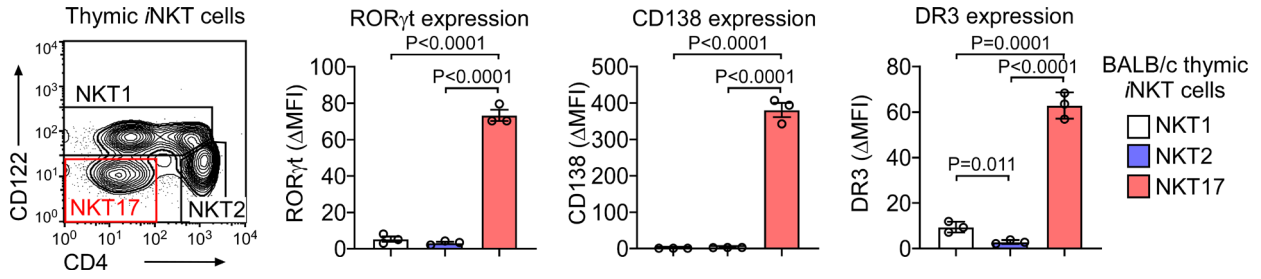 Thymic iNKT cells
CD122
10⁴
10³
10²
10¹
10⁰
NKT1
NKT17
NKT2
10⁰ 10¹ 10² 10³ 10⁴
CD4
RORγt expression
P<0.0001
P<0.0001
RORγt (ΔMFI)
100
80
60
40
20
0
CD138 expression
P<0.0001
P<0.0001
CD138 (ΔMFI)
500
400
300
200
100
0
DR3 expression
P=0.0001
P<0.0001
P=0.011
DR3 (ΔMFI)
80
60
40
20
0
BALB/c thymic
iNKT cells
NKT1
NKT2
NKT17